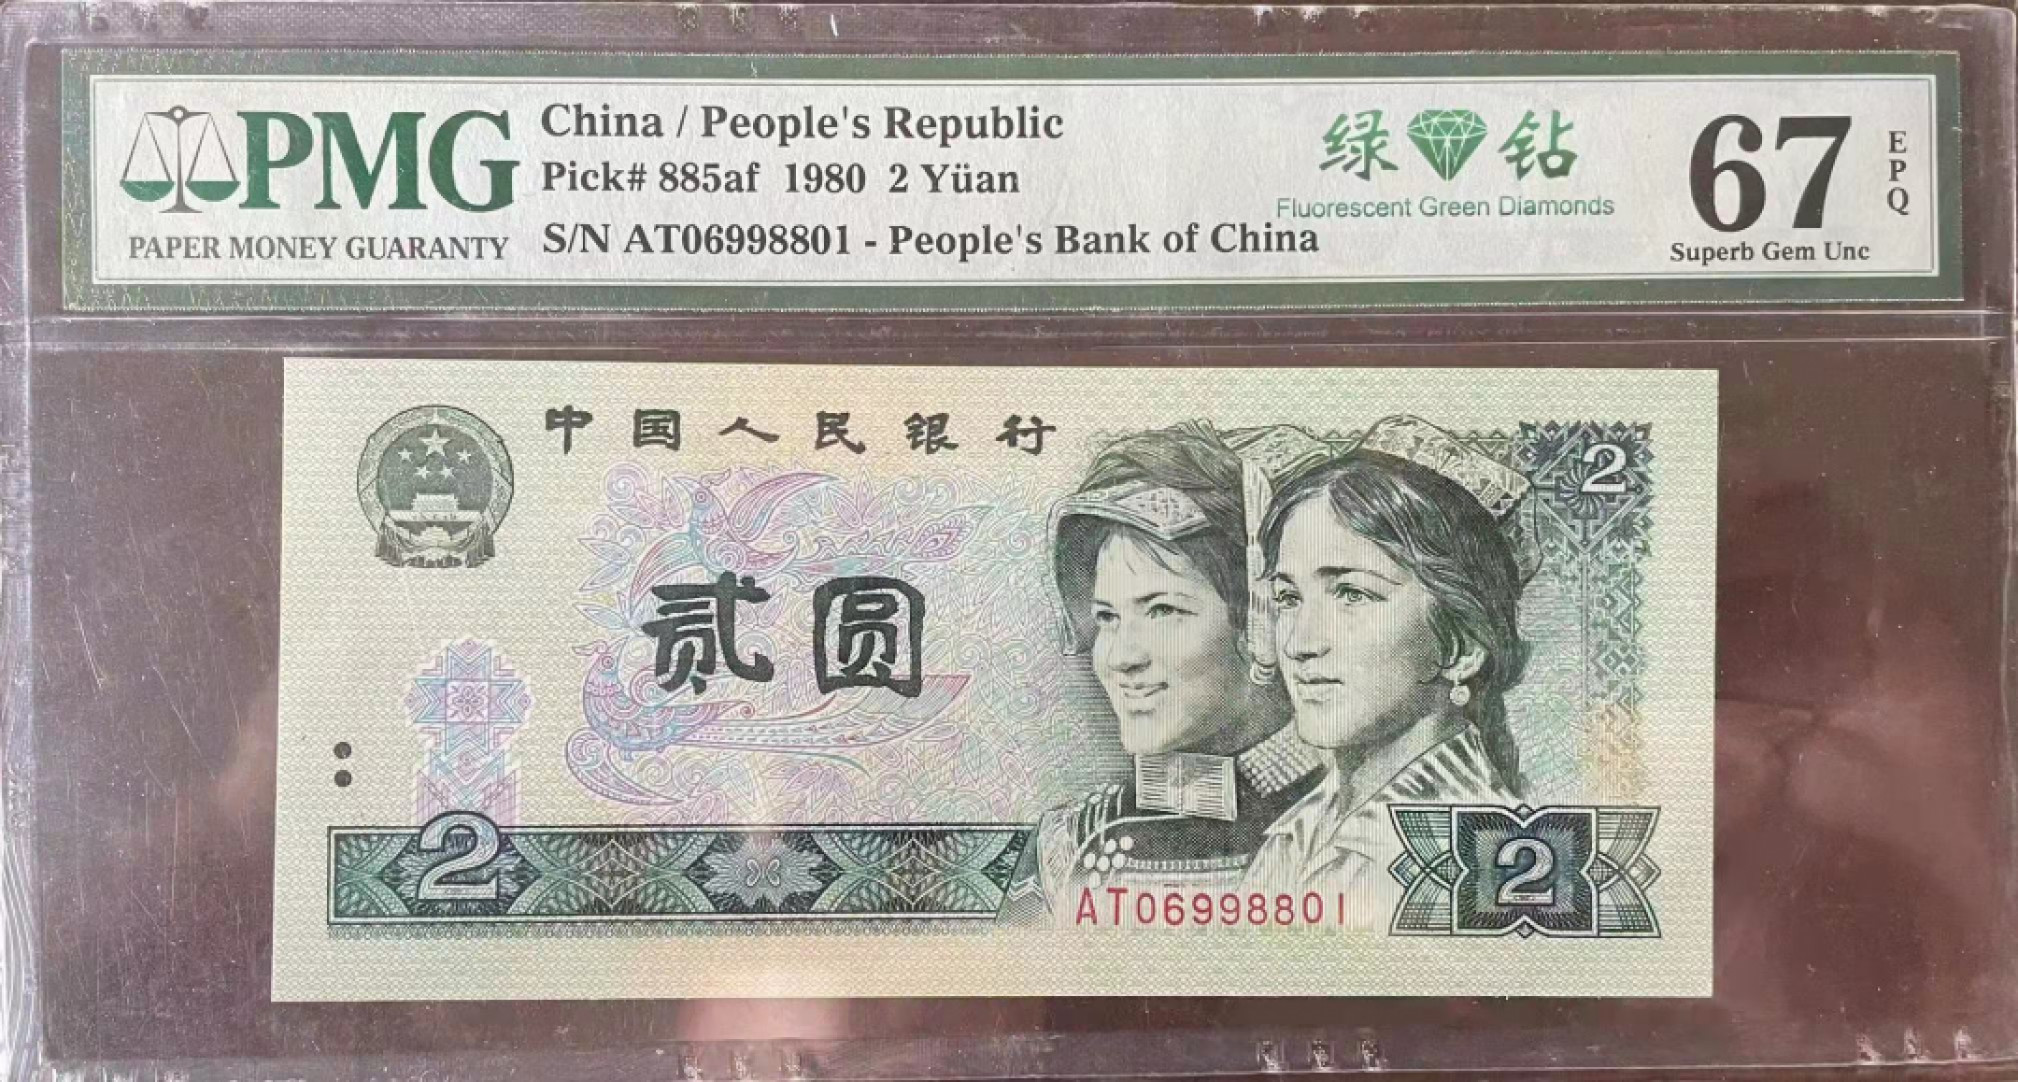 PMG
PAPER MONEY GUARANTY
China / People's Republic
Pick# 885af 1980 2 Yüan
S/N AT06998801 - People's Bank of China
绿钻
Fluorescent Green Diamonds
67
EPQ
Superb Gem Unc
中国人民银行
2
贰圆
2
AT06998801
2